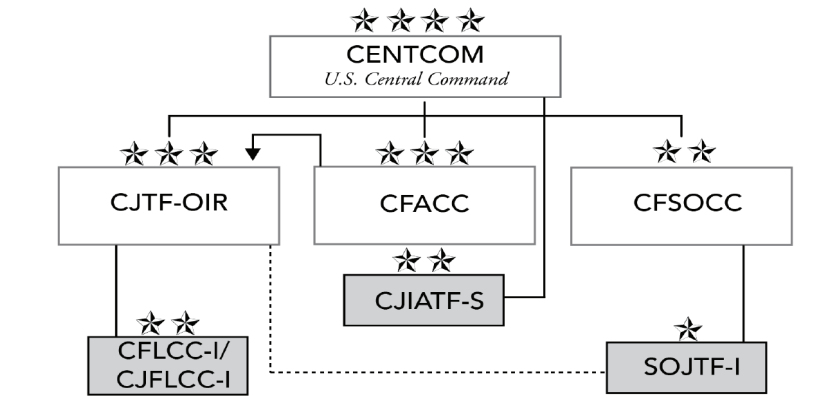 CENTCOM
U.S. Central Command
CJTF-OIR
CFACC
CFSOCC
CJIATF-S
CFLCC-I/
CJFLCC-I
SOJTF-I